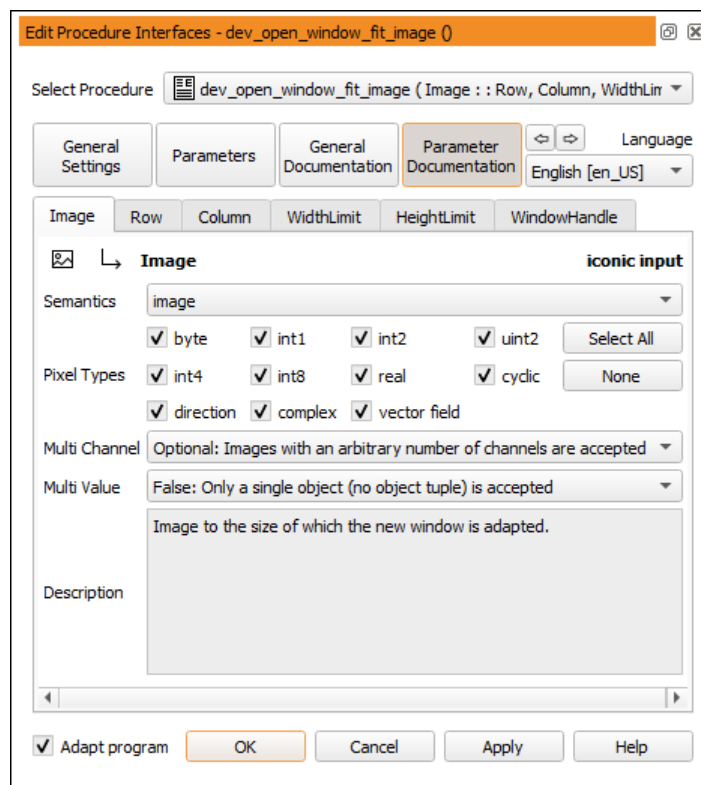 Edit Procedure Interfaces - dev_open_window_fit_image ()
Select Procedure dev_open_window_fit_image ( Image : : Row, Column, WidthLim
General Settings Parameters General Documentation Parameter Documentation Language
English [en_US]
Image Row Column WidthLimit HeightLimit WindowHandle
Image iconic input
Semantics image
byte int1 int2 uint2 Select All
Pixel Types int4 int8 real cyclic None
direction complex vector field
Multi Channel Optional: Images with an arbitrary number of channels are accepted
Multi Value False: Only a single object (no object tuple) is accepted
Image to the size of which the new window is adapted.
Description
Adapt program OK Cancel Apply Help